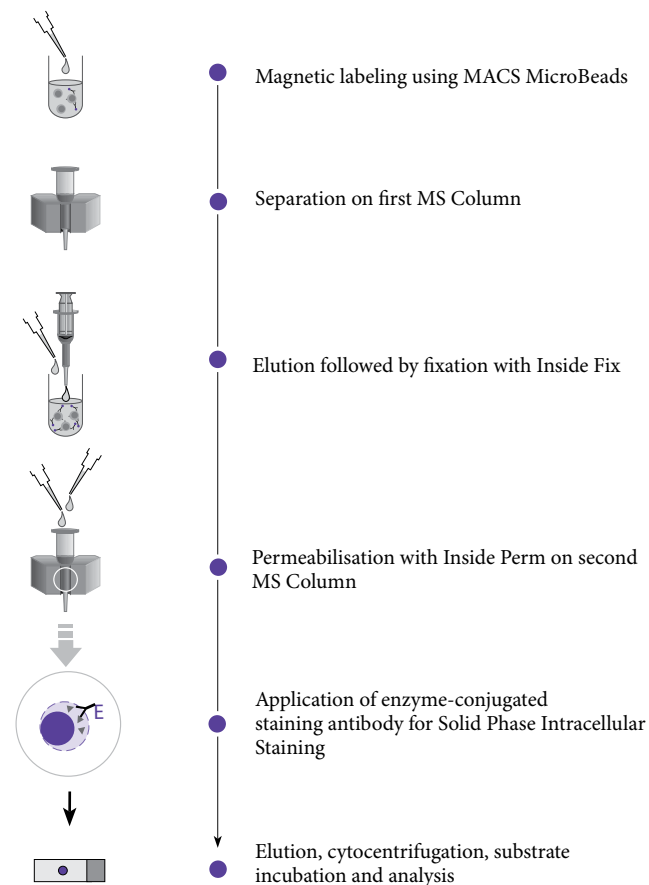 Magnetic labeling using MACS MicroBeads
Separation on first MS Column
Elution followed by fixation with Inside Fix
Permeabilisation with Inside Perm on second
MS Column
E
Application of enzyme-conjugated
staining antibody for Solid Phase Intracellular
Staining
Elution, cytocentrifugation, substrate
incubation and analysis